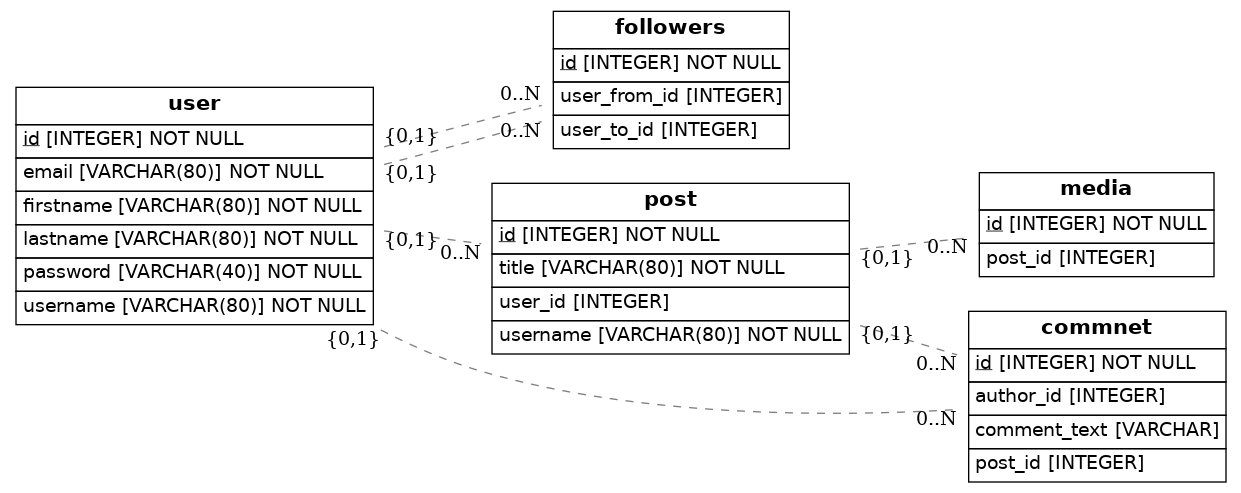 followers
id [INTEGER] NOT NULL
user_from_id [INTEGER]
user_to_id [INTEGER]
user
id [INTEGER] NOT NULL
email [VARCHAR(80)] NOT NULL
firstname [VARCHAR(80)] NOT NULL
lastname [VARCHAR(80)] NOT NULL
password [VARCHAR(40)] NOT NULL
username [VARCHAR(80)] NOT NULL
0..N
{0,1}
0..N
{0,1}
{0,1}
0..N
{0,1}
post
id [INTEGER] NOT NULL
title [VARCHAR(80)] NOT NULL
user_id [INTEGER]
username [VARCHAR(80)] NOT NULL
{0,1}
0..N
{0,1}
0..N
0..N
media
id [INTEGER] NOT NULL
post_id [INTEGER]
commnet
id [INTEGER] NOT NULL
author_id [INTEGER]
comment_text [VARCHAR]
post_id [INTEGER]